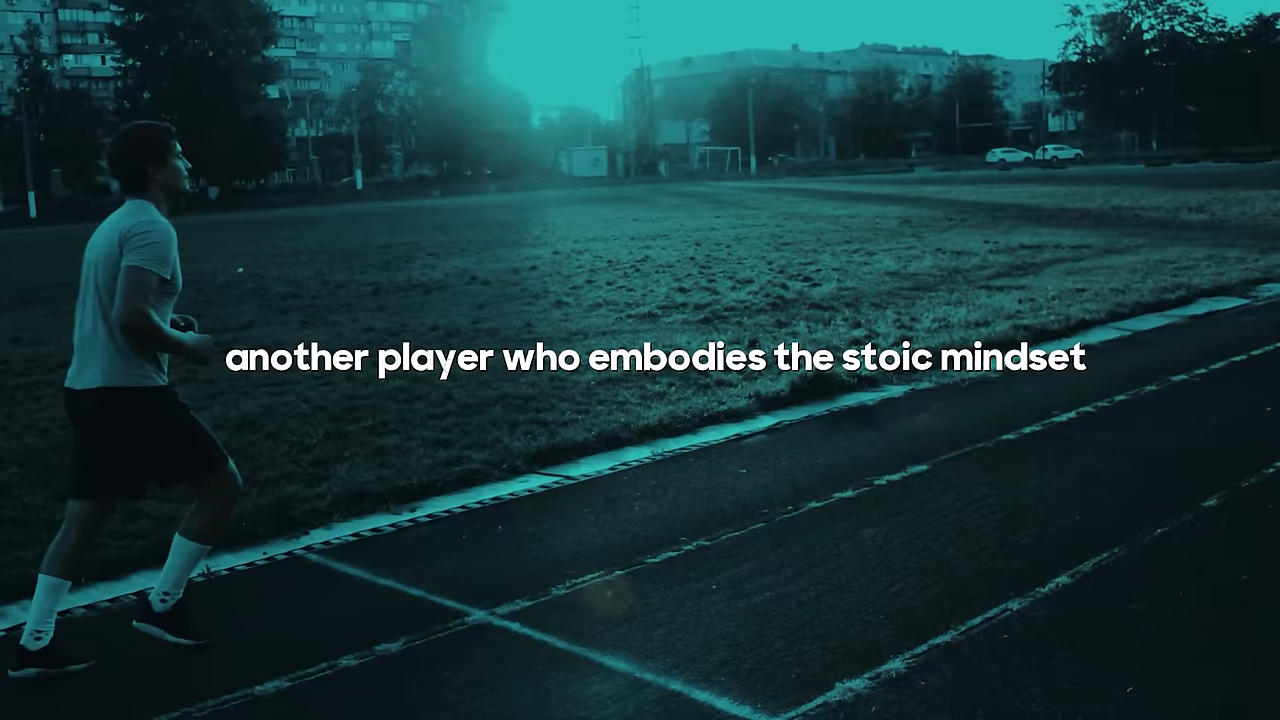 another player who embodies the stoic mindset